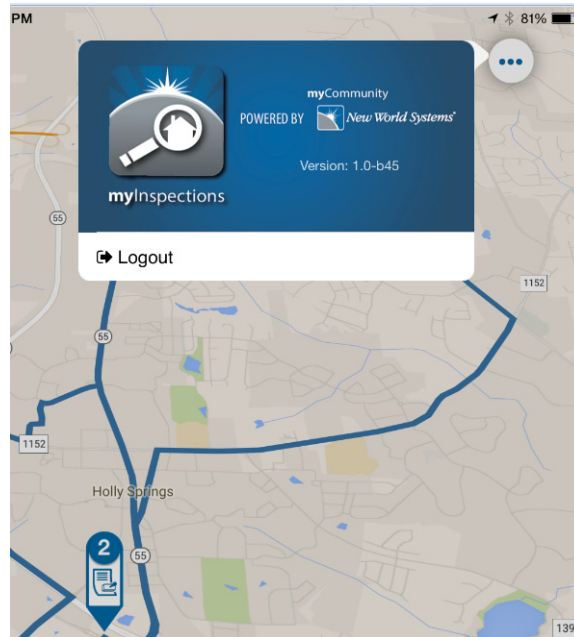 PM
81%
•••
myCommunity
POWERED BY New World Systems®
Version: 1.0-b45
myInspections
Logout
55
1152
55
1152
Holly Springs
2
55
139